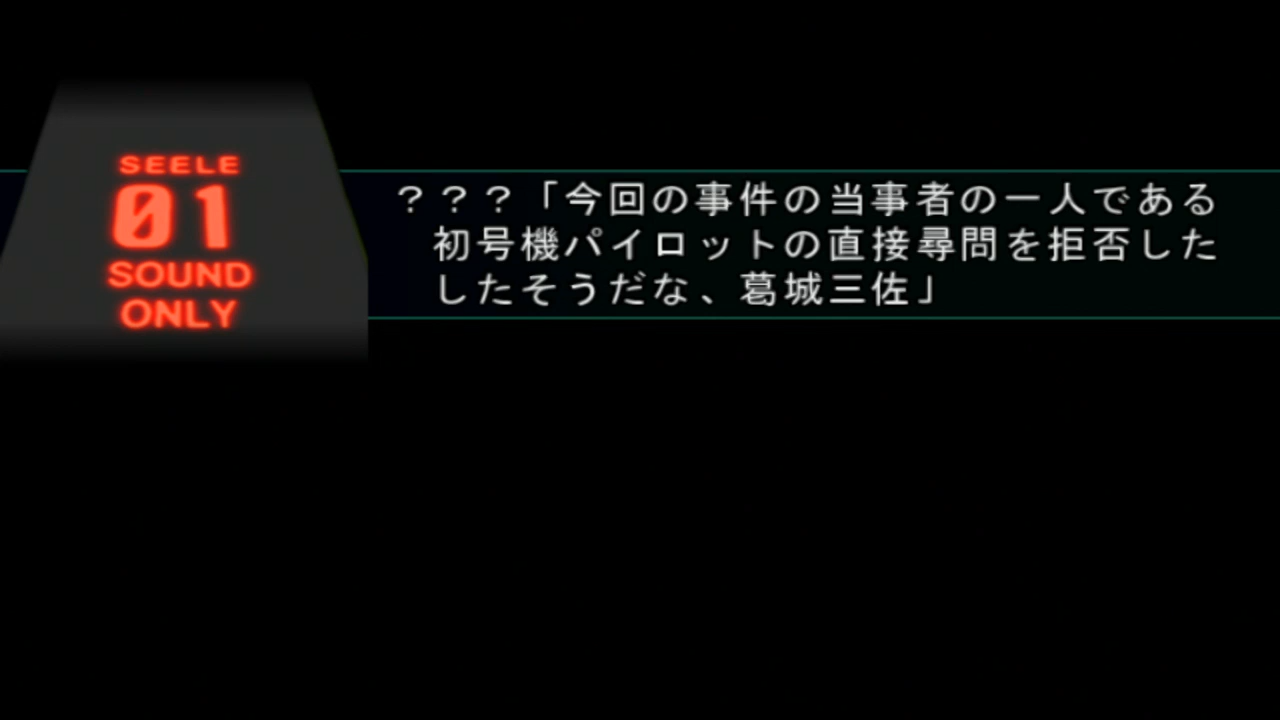 SEELE
01
SOUND
ONLY
？？？「今回の事件の当事者の一人である
初号機パイロットの直接尋問を拒否した
したそうだな、葛城三佐」